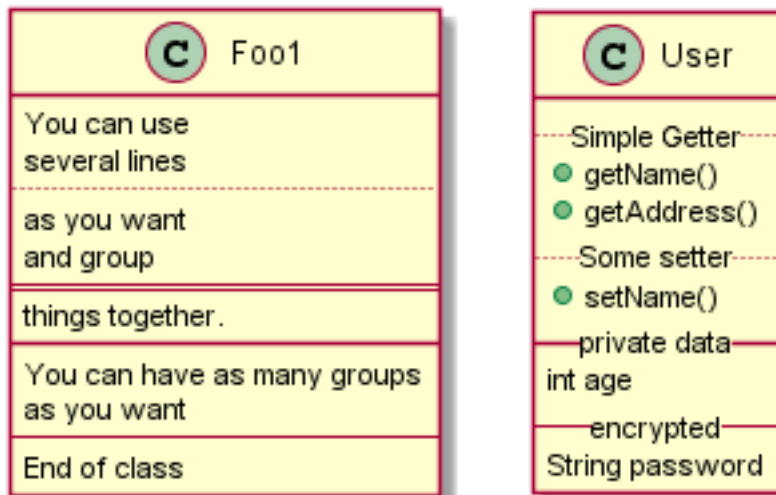 C Foo1
You can use
several lines
as you want
and group
things together.
You can have as many groups
as you want
End of class
C User
Simple Getter
getName()
getAddress()
Some setter
setName()
private data
int age
encrypted
String password